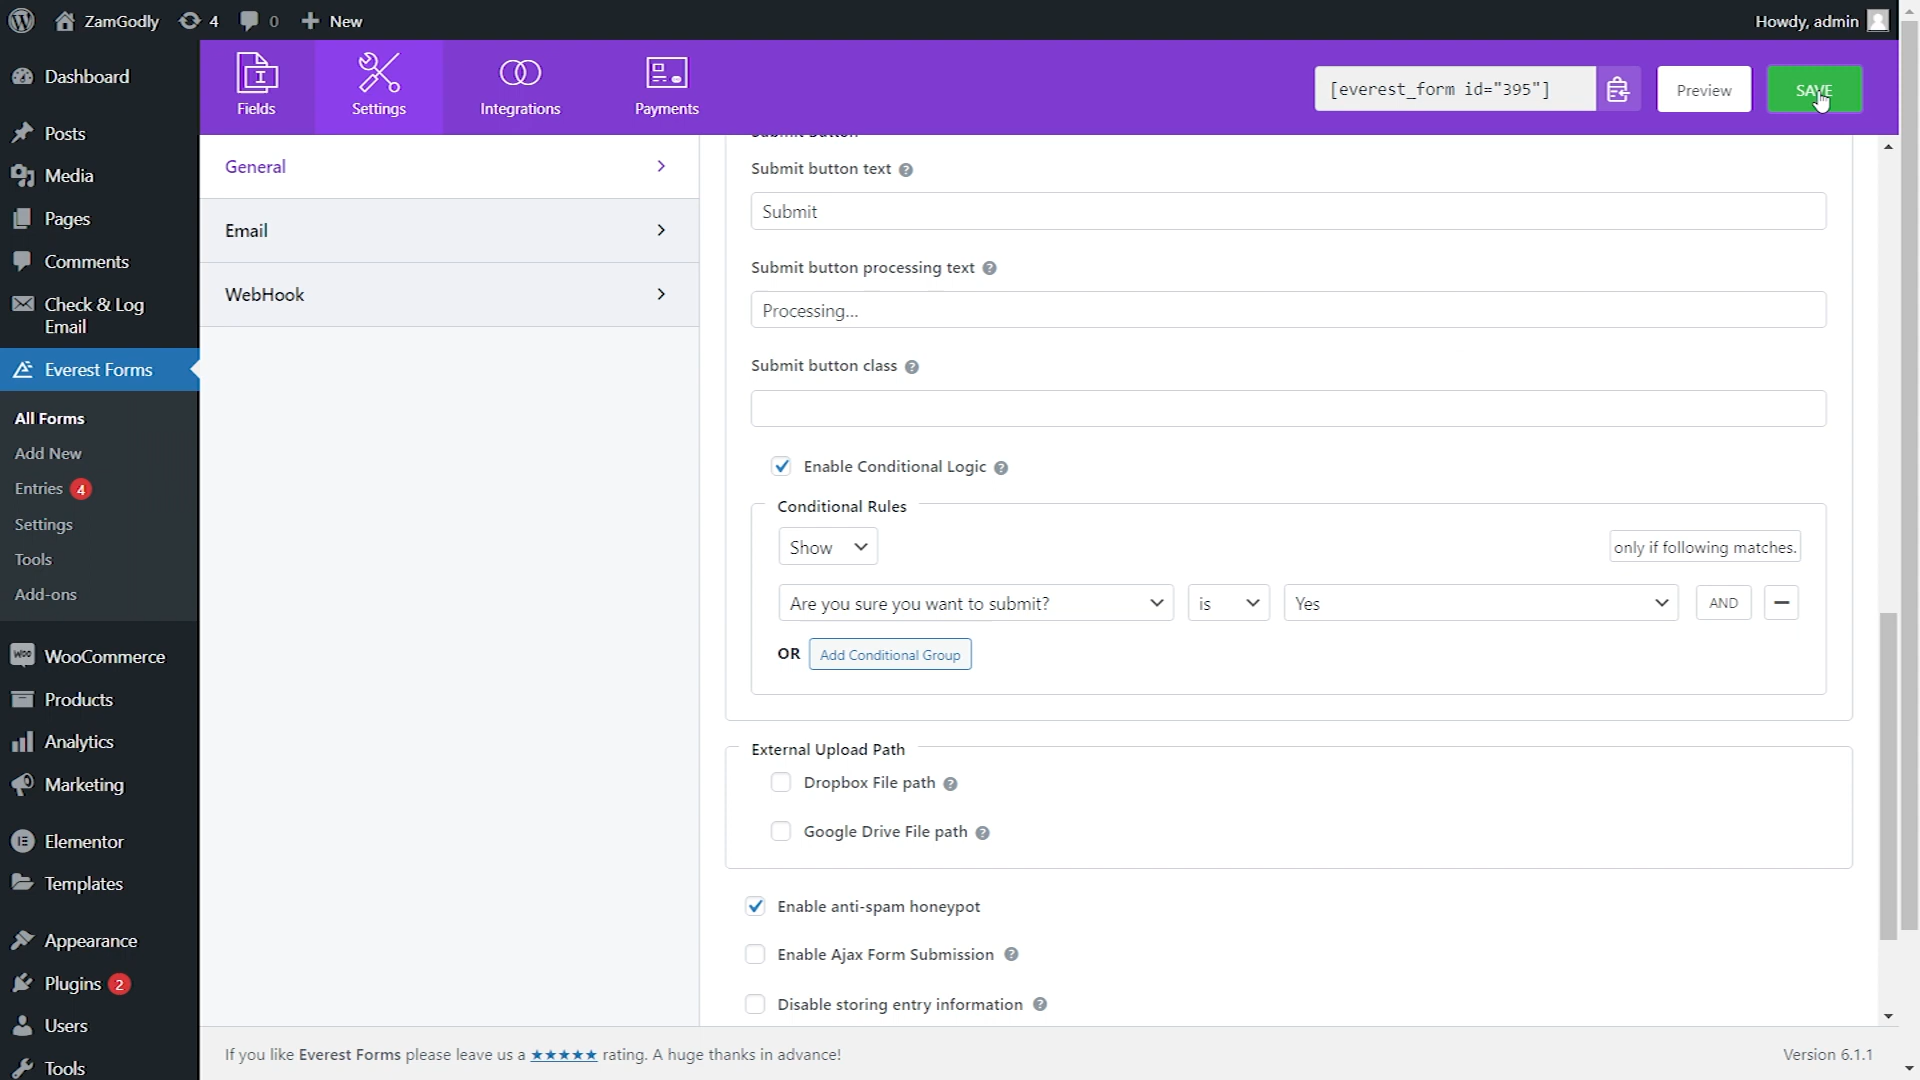 ZamGodly 4 0 New Howdy, admin
Dashboard
Posts
Media
Pages
Comments
Check & Log
Email
Everest Forms
All Forms
Add New
Entries 4
Settings
Tools
Add-ons
WooCommerce
Products
Analytics
Marketing
Elementor
Templates
Appearance
Plugins 2
Users
Tools
Fields
Settings
Integrations
Payments
[everest_form id="395"]
Preview
SAVE
General
Email
WebHook
Submit Button
Submit button text
Submit
Submit button processing text
Processing...
Submit button class
Enable Conditional Logic
Conditional Rules
Show only if following matches.
Are you sure you want to submit? is Yes AND
OR Add Conditional Group
External Upload Path
Dropbox File path
Google Drive File path
Enable anti-spam honeypot
Enable Ajax Form Submission
Disable storing entry information
If you like Everest Forms please leave us a ★★★★★ rating. A huge thanks in advance! Version 6.1.1